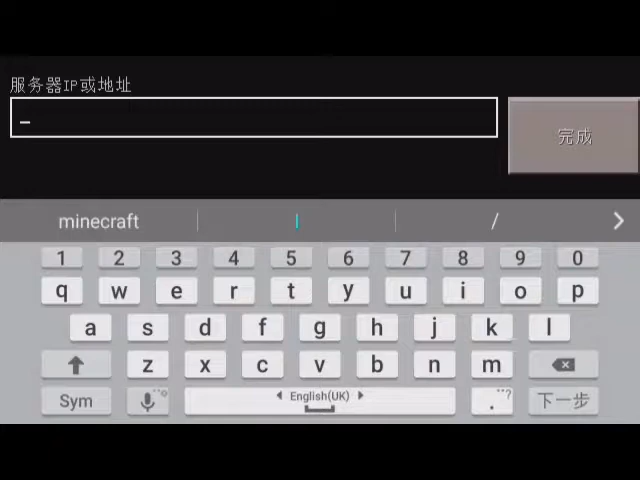 服务器IP或地址
_
完成
minecraft | /
1 2 3 4 5 6 7 8 9 0
q w e r t y u i o p
a s d f g h j k l
z x c v b n m
Sym English(UK) . ,,? 下一步